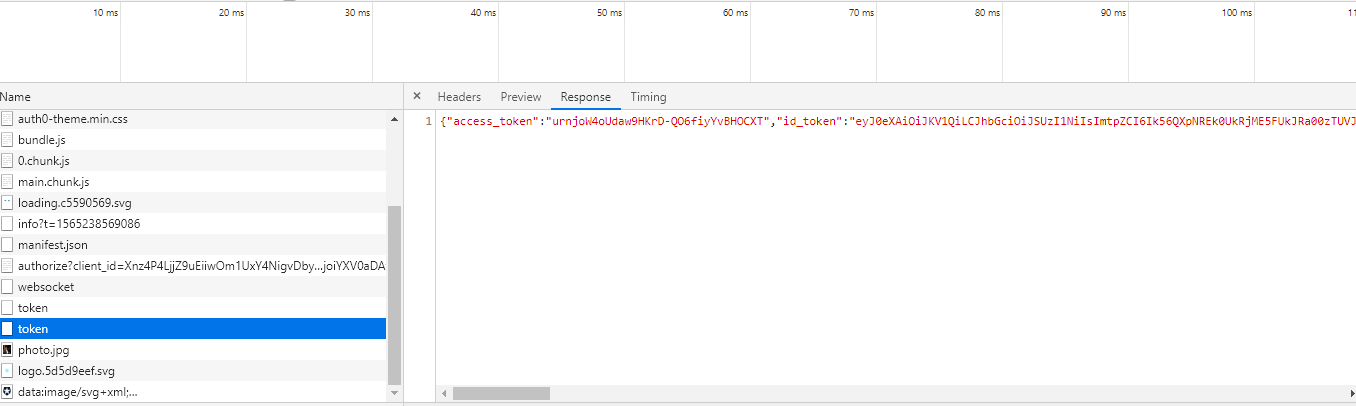 10 ms 20 ms 30 ms 40 ms 50 ms 60 ms 70 ms 80 ms 90 ms 100 ms 11
Name
× Headers Preview Response Timing
auth0-theme.min.css
bundle.js
0.chunk.js
main.chunk.js
loading.c5590569.svg
info?t=1565238569086
manifest.json
authorize?client_id=Xnz4P4LjjZ9uEiiwOm1UxY4NigvDby...joiYXV0aDA
websocket
token
token
photo.jpg
logo.5d5d9eef.svg
data:image/svg+xml;...
1 {"access_token":"urnjoW4oUdaw9HKrD-QO6fiyYvBHOCXT","id_token":"eyJ0eXAiOiJKV1QiLCJhbGciOiJSUzI1NiIsImtpZCI6Ik56QXpNREk0UkRjME5FUkJRa00zTUVJ